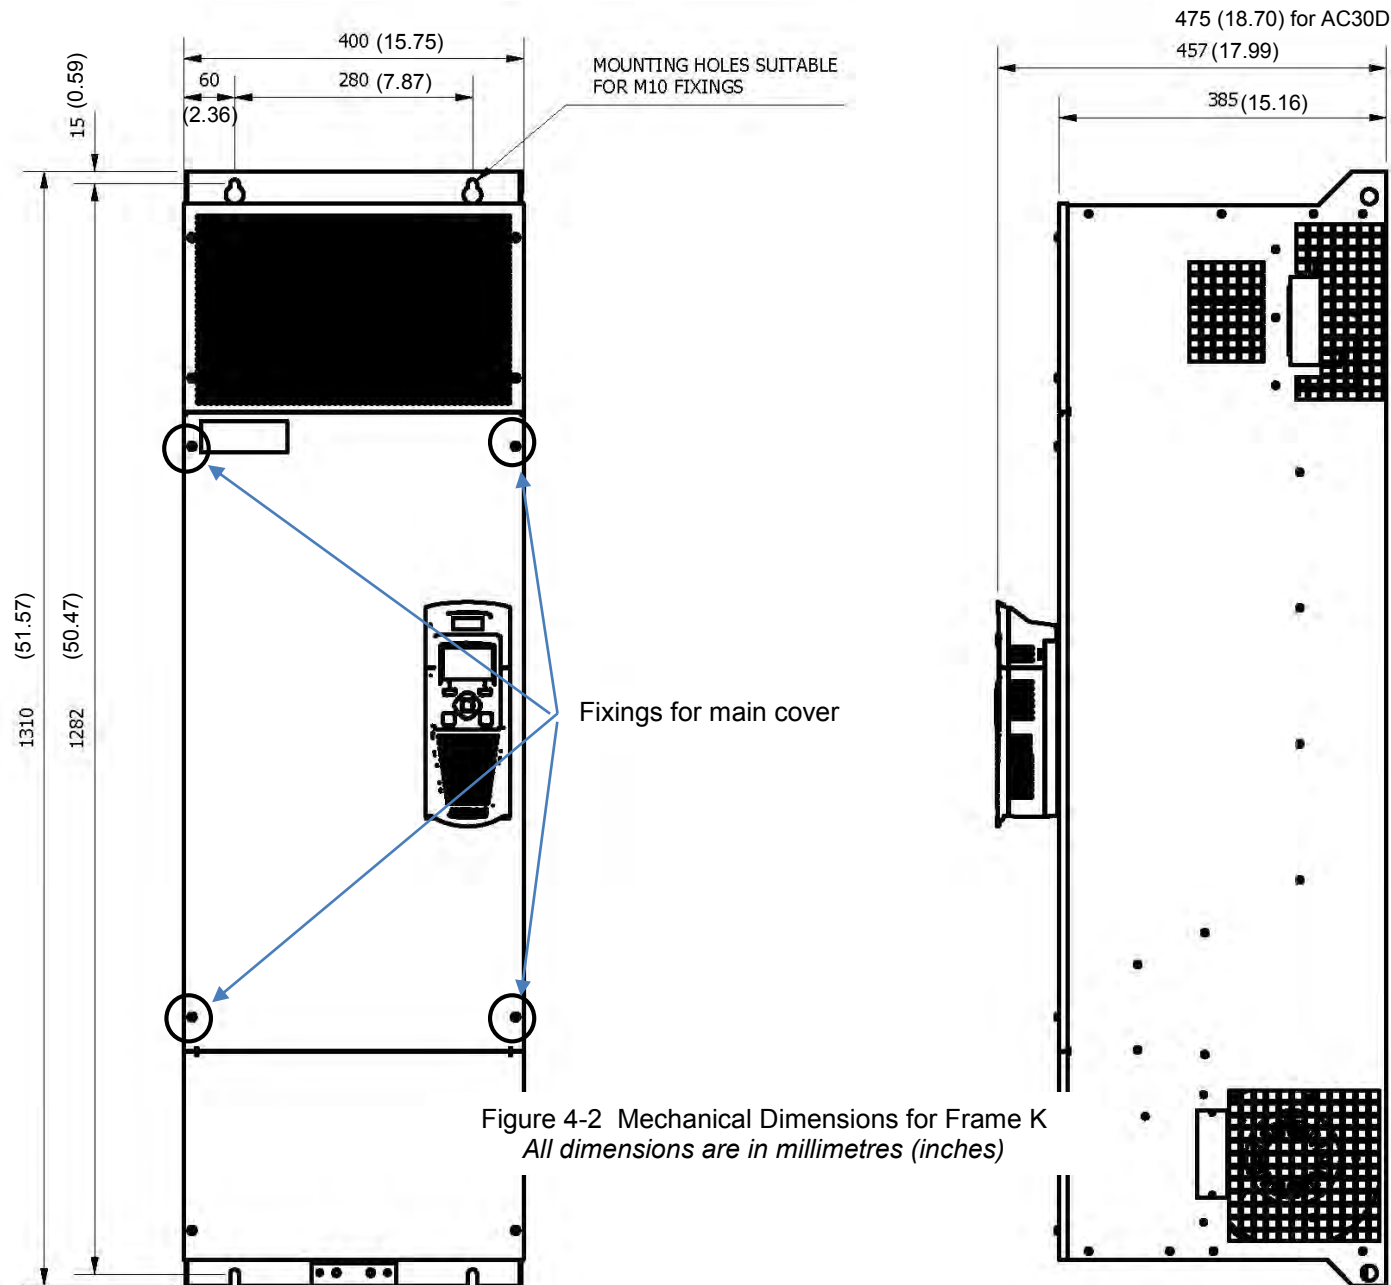 475 (18.70) for AC30D
400 (15.75)
457 (17.99)
60
(2.36)
280 (7.87)
MOUNTING HOLES SUITABLE
FOR M10 FIXINGS
385 (15.16)
15 (0.59)
1310 (51.57)
1282 (50.47)
Fixings for main cover
Figure 4-2 Mechanical Dimensions for Frame K
All dimensions are in millimetres (inches)